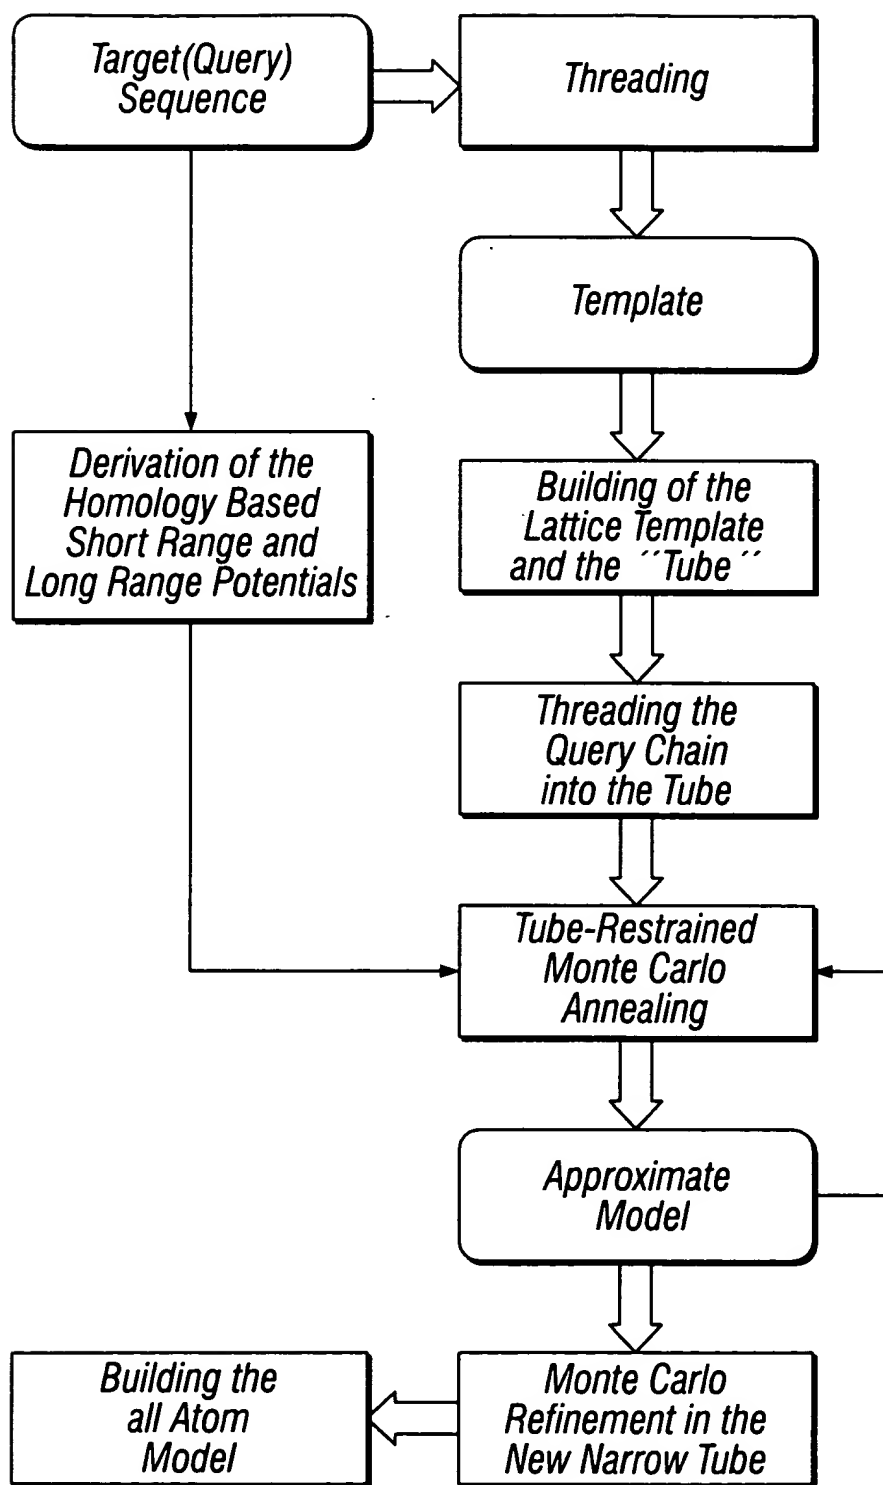 Target(Query)
Sequence
Threading
Template
Derivation of the
Homology Based
Short Range and
Long Range Potentials
Building of the
Lattice Template
and the ´´Tube´´
Threading the
Query Chain
into the Tube
Tube-Restrained
Monte Carlo
Annealing
Approximate
Model
Building the
all Atom
Model
Monte Carlo
Refinement in the
New Narrow Tube